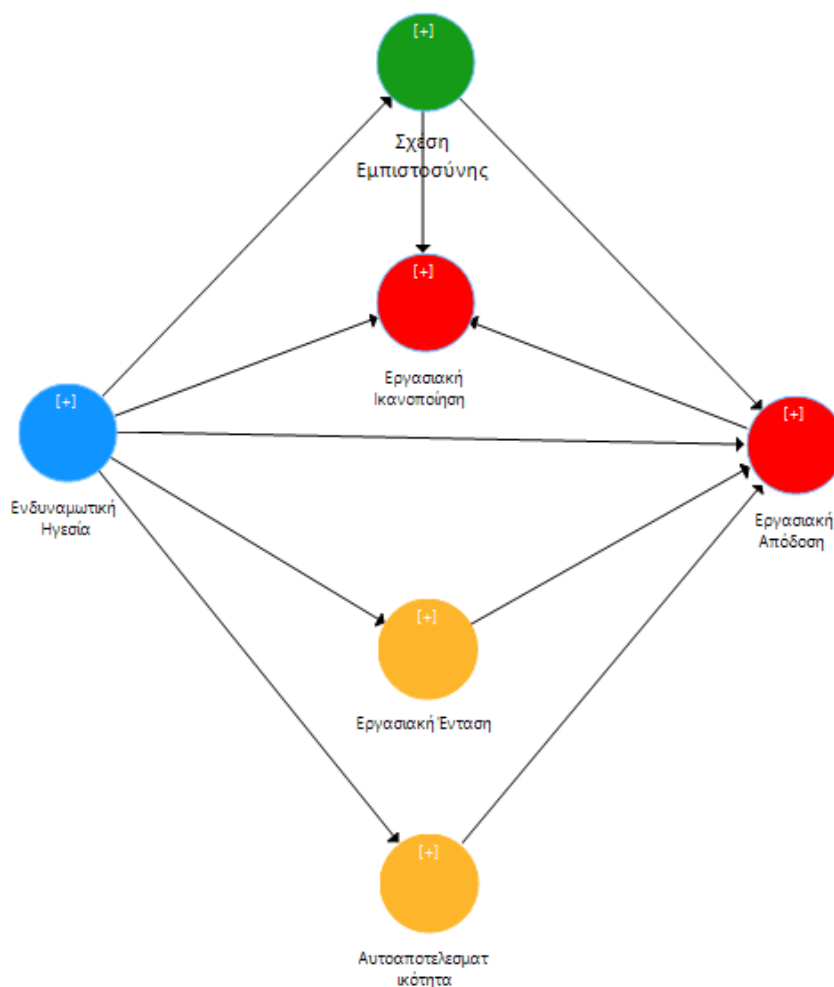 [+]
Σχέση
Εμπιστοσύνης
[+]
Εργασιακή
Ικανοποίηση
[+]
Ενδυναμωτική
Ηγεσία
[+]
Εργασιακή
Απόδοση
[+]
Εργασιακή Ένταση
[+]
Αυτοαποτελεσματ
ικότητα